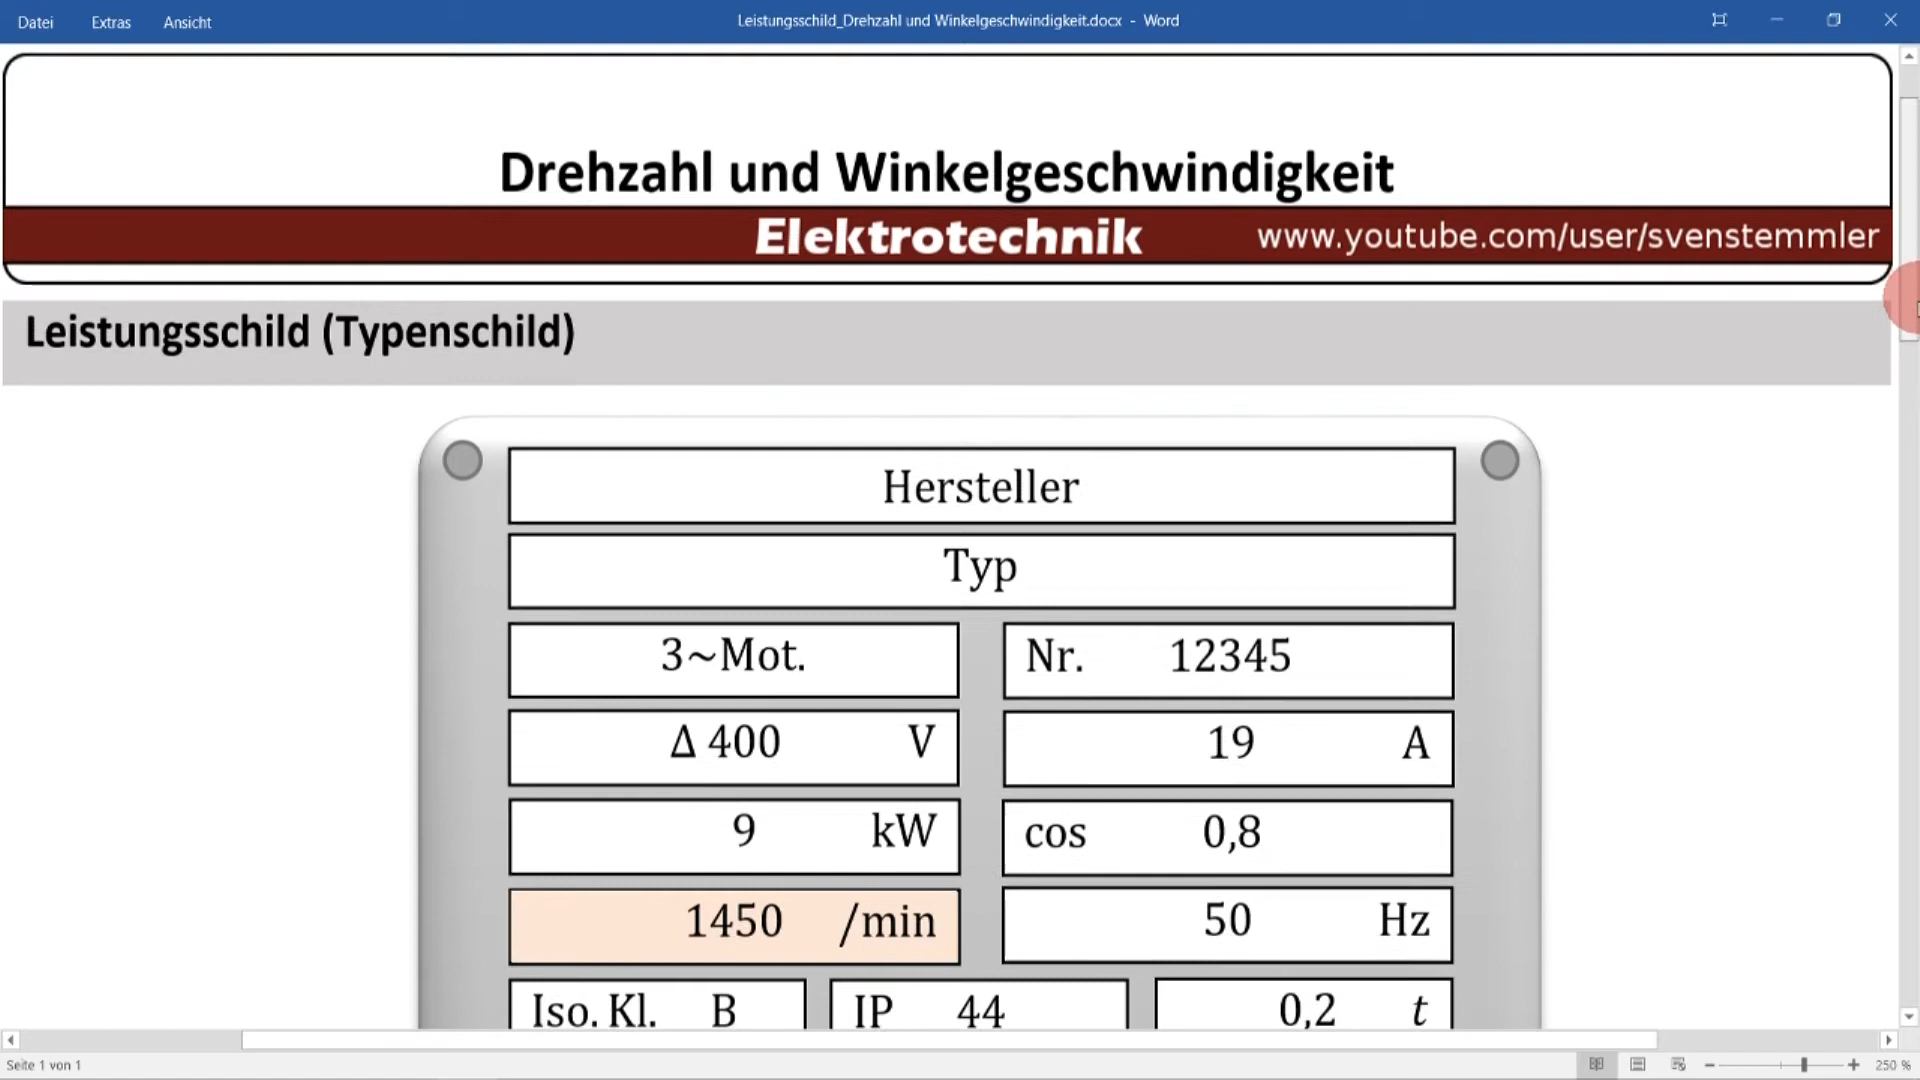 Datei Extras Ansicht Leistungsschild_Drehzahl und Winkelgeschwindigkeit.docx - Word
Drehzahl und Winkelgeschwindigkeit
Elektrotechnik www.youtube.com/user/svenstemmler
Leistungsschild (Typenschild)
Hersteller
Typ
3~Mot. Nr. 12345
Δ 400 V 19 A
9 kW cos 0,8
1450 /min 50 Hz
Iso. Kl. B IP 44 0,2 t
Seite 1 von 1 250 %